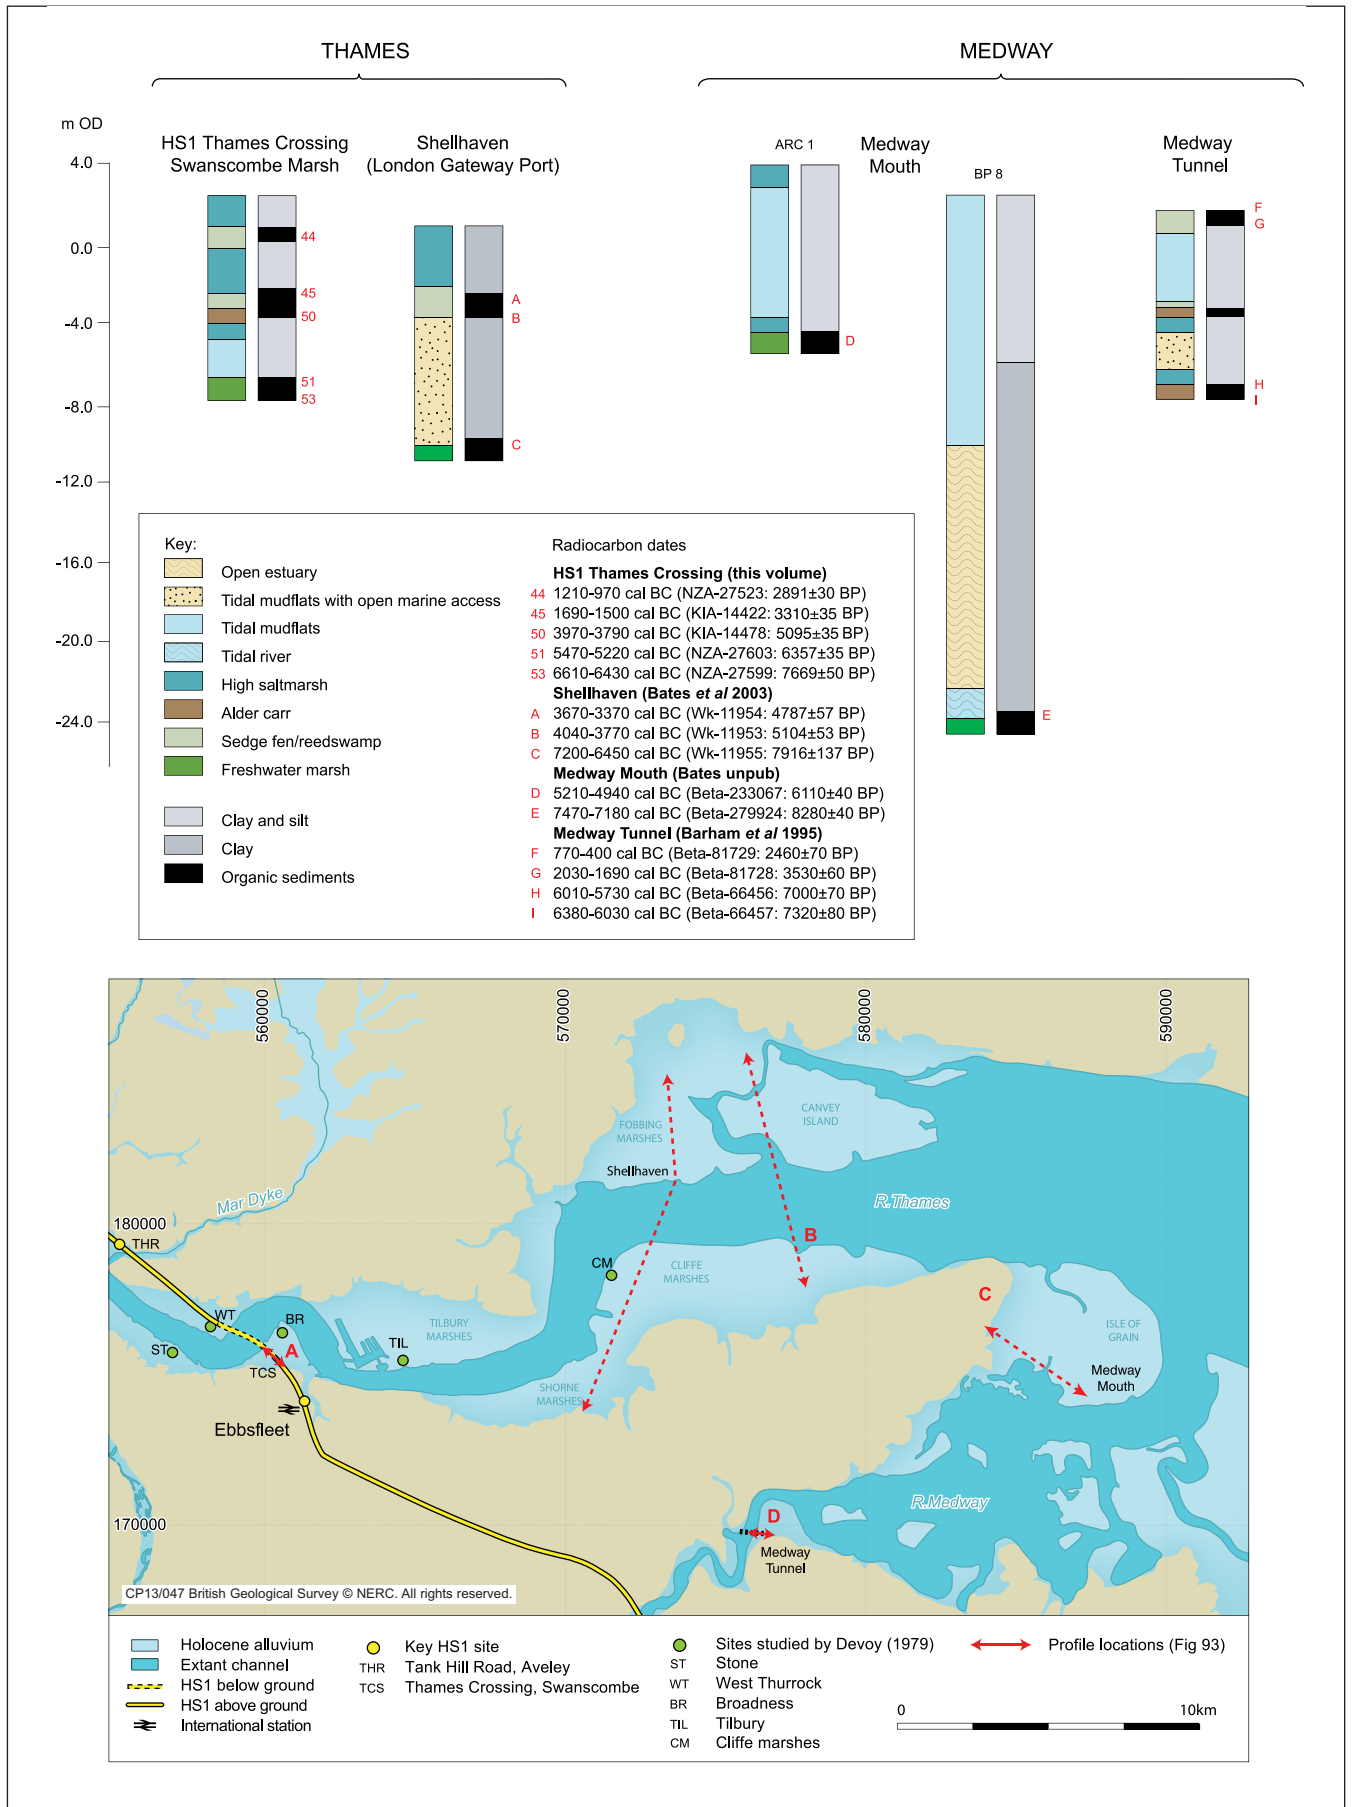 THAMES
MEDWAY
m OD
HS1 Thames Crossing
Swanscombe Marsh
Shellhaven
(London Gateway Port)
ARC 1
Medway
Mouth
BP 8
Medway
Tunnel
4.0
0.0
-4.0
-8.0
-12.0
-16.0
-20.0
-24.0
44
45
50
51
53
A
B
C
D
E
F
G
H
I
Key:
Open estuary
Tidal mudflats with open marine access
Tidal mudflats
Tidal river
High saltmarsh
Alder carr
Sedge fen/reedswamp
Freshwater marsh
Clay and silt
Clay
Organic sediments
Radiocarbon dates
HS1 Thames Crossing (this volume)
44 1210-970 cal BC (NZA-27523: 2891±30 BP)
45 1690-1500 cal BC (KIA-14422: 3310±35 BP)
50 3970-3790 cal BC (KIA-14478: 5095±35 BP)
51 5470-5220 cal BC (NZA-27603: 6357±35 BP)
53 6610-6430 cal BC (NZA-27599: 7669±50 BP)
Shellhaven (Bates et al 2003)
A 3670-3370 cal BC (Wk-11954: 4787±57 BP)
B 4040-3770 cal BC (Wk-11953: 5104±53 BP)
C 7200-6450 cal BC (Wk-11955: 7916±137 BP)
Medway Mouth (Bates unpub)
D 5210-4940 cal BC (Beta-233067: 6110±40 BP)
E 7470-7180 cal BC (Beta-279924: 8280±40 BP)
Medway Tunnel (Barham et al 1995)
F 770-400 cal BC (Beta-81729: 2460±70 BP)
G 2030-1690 cal BC (Beta-81728: 3530±60 BP)
H 6010-5730 cal BC (Beta-66456: 7000±70 BP)
I 6380-6030 cal BC (Beta-66457: 7320±80 BP)
560000
570000
580000
590000
180000
170000
CANVEY
ISLAND
FOBBING
MARSHES
Shellhaven
Mar Dyke
R.Thames
THR
B
CM
CLIFFE
MARSHES
C
WT
BR
TILBURY
MARSHES
TIL
ISLE OF
GRAIN
ST
A
TCS
Medway
Mouth
SHORNE
MARSHES
Ebbsfleet
R.Medway
D
Medway
Tunnel
CP13/047 British Geological Survey © NERC. All rights reserved.
Holocene alluvium
Extant channel
HS1 below ground
HS1 above ground
International station
Key HS1 site
THR Tank Hill Road, Aveley
TCS Thames Crossing, Swanscombe
Sites studied by Devoy (1979)
ST Stone
WT West Thurrock
BR Broadness
TIL Tilbury
CM Cliffe marshes
Profile locations (Fig 93)
0 10km